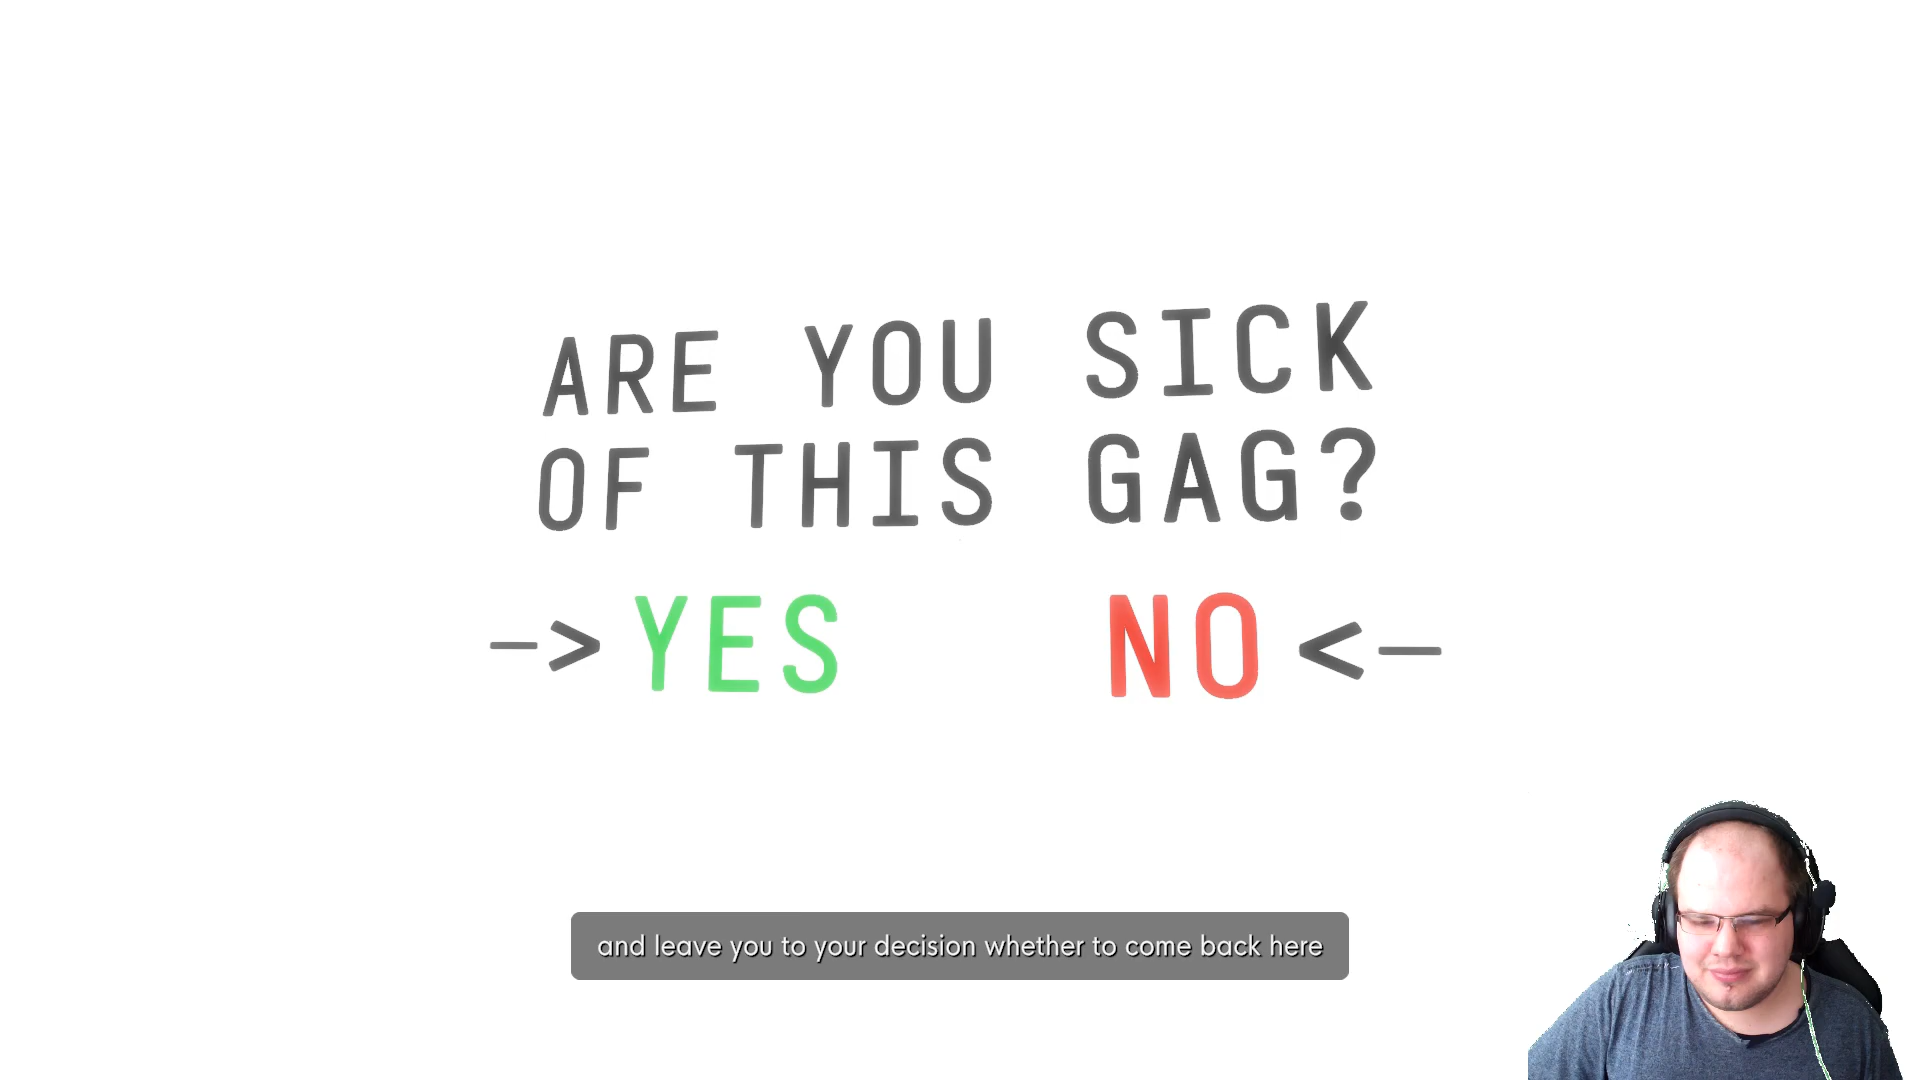 ARE YOU SICK
OF THIS GAG?
-> YES NO <-
and leave you to your decision whether to come back here